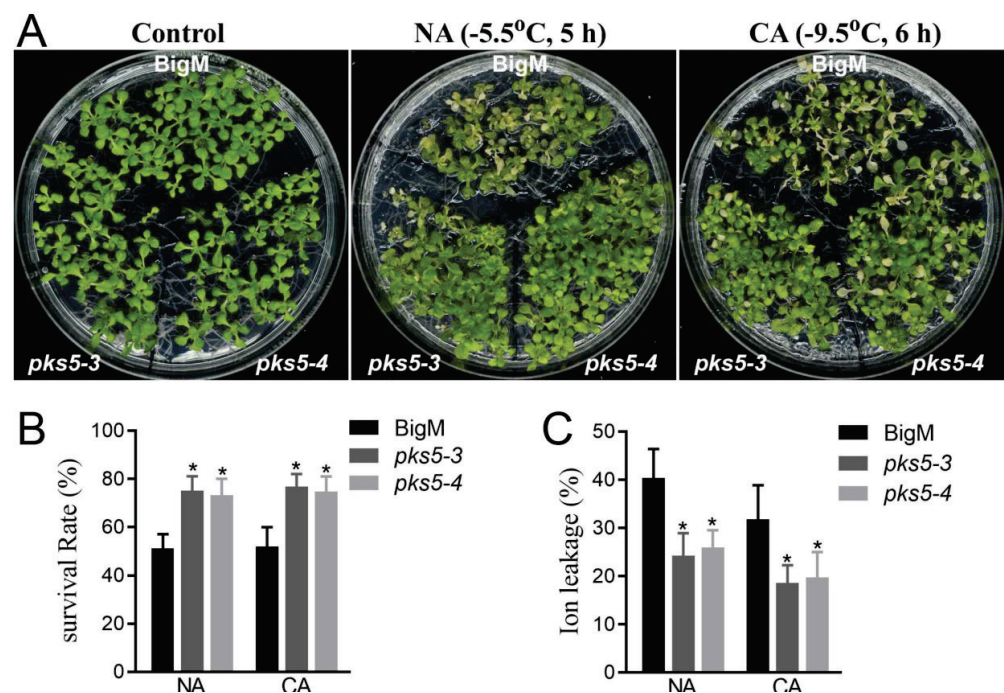 A
Control
NA (-5.5°C, 5 h)
CA (-9.5°C, 6 h)
BigM
BigM
BigM
pks5-3
pks5-4
pks5-3
pks5-4
pks5-3
pks5-4
B
survival Rate (%)
100
80
60
40
20
0
* * * *
NA CA
BigM
pks5-3
pks5-4
C
Ion leakage (%)
50
40
30
20
10
0
* * * *
NA CA
BigM
pks5-3
pks5-4